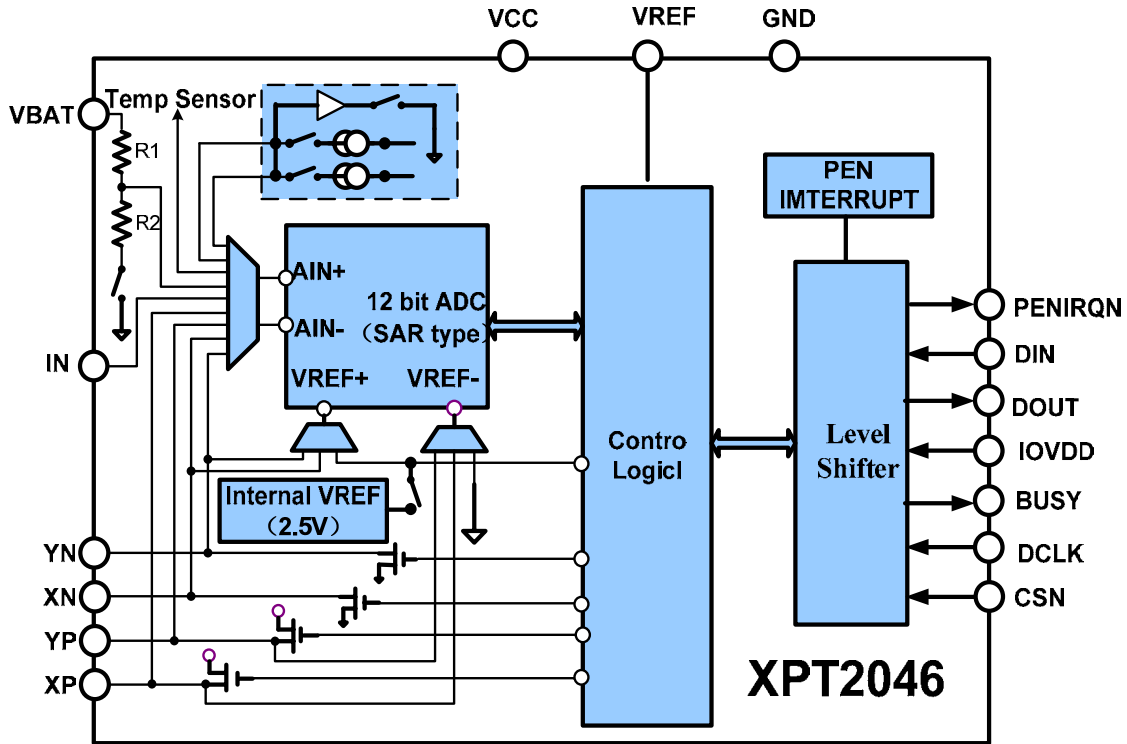 VCC
VREF
GND
VBAT
Temp Sensor
R1
R2
IN
PEN
IMTERRUPT
AIN+
12 bit ADC
（SAR type）
AIN-
VREF+
VREF-
Contro
Logicl
Level
Shifter
PENIRQN
DIN
DOUT
IOVDD
BUSY
DCLK
CSN
Internal VREF
（2.5V）
YN
XN
YP
XP
XPT2046